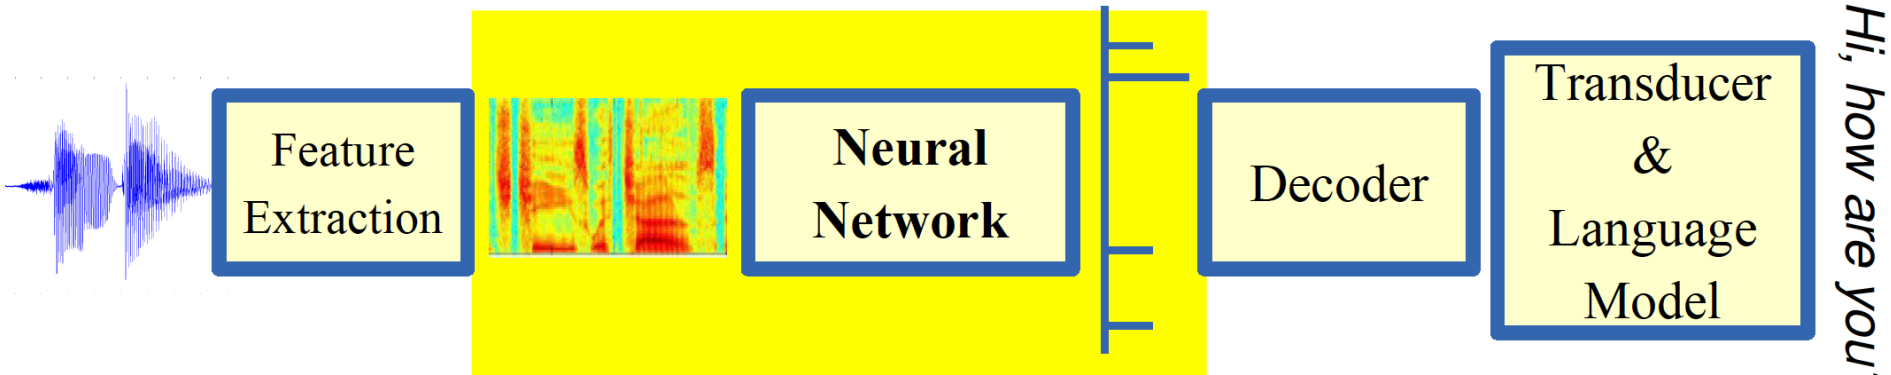 Feature
Extraction
Neural
Network
Decoder
Transducer
&
Language
Model
Hi, how are you